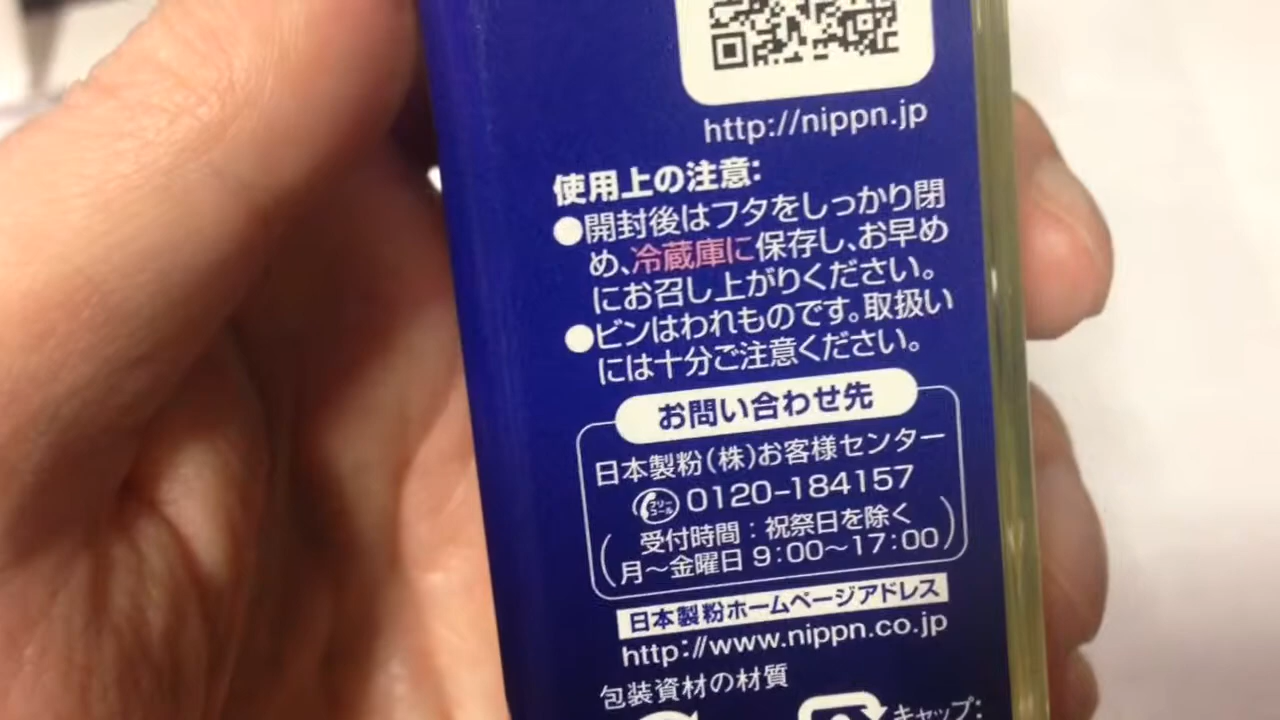 http://nippn.jp
使用上の注意:
●開封後はフタをしっかり閉
め、冷蔵庫に保存し、お早め
にお召し上がりください。
●ビンはわれものです。取扱い
には十分ご注意ください。
お問い合わせ先
日本製粉(株)お客様センター
フリーコール 0120-184157
受付時間:祝祭日を除く
(月〜金曜日 9:00〜17:00)
日本製粉ホームページアドレス
http://www.nippn.co.jp
包装資材の材質
キャップ: